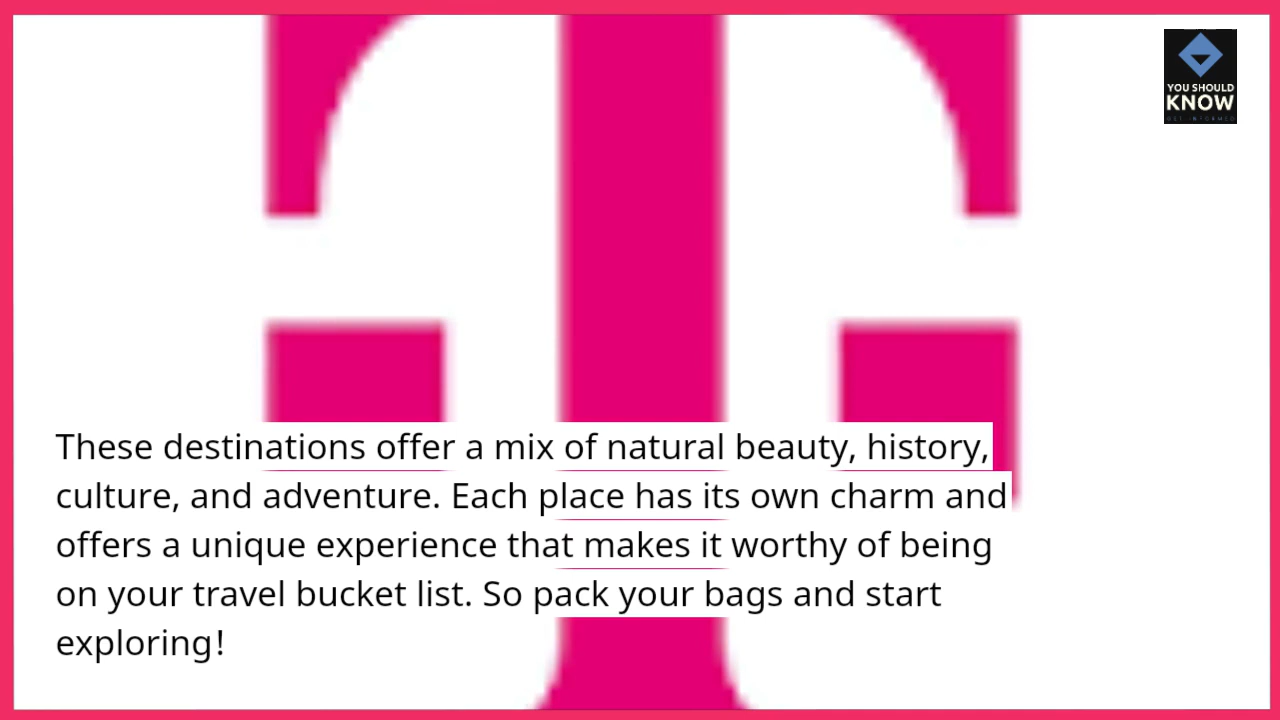 YOU SHOULD
KNOW
GET INFORMED
These destinations offer a mix of natural beauty, history,
culture, and adventure. Each place has its own charm and
offers a unique experience that makes it worthy of being
on your travel bucket list. So pack your bags and start
exploring!